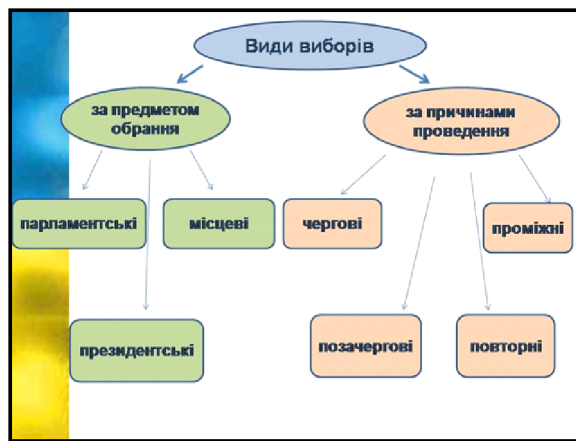 Види виборів
за предметом
обрання
за причинами
проведення
парламентські
місцеві
чергові
проміжні
президентські
позачергові
повторні